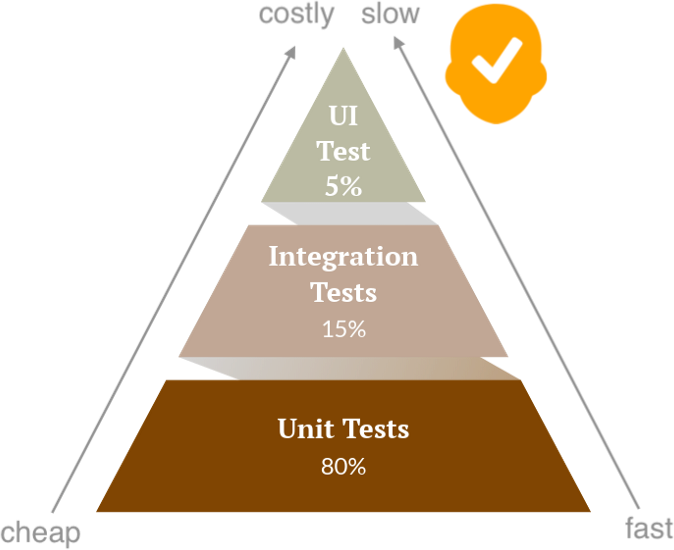 costly slow
UI
Test
5%
Integration
Tests
15%
Unit Tests
80%
cheap
fast